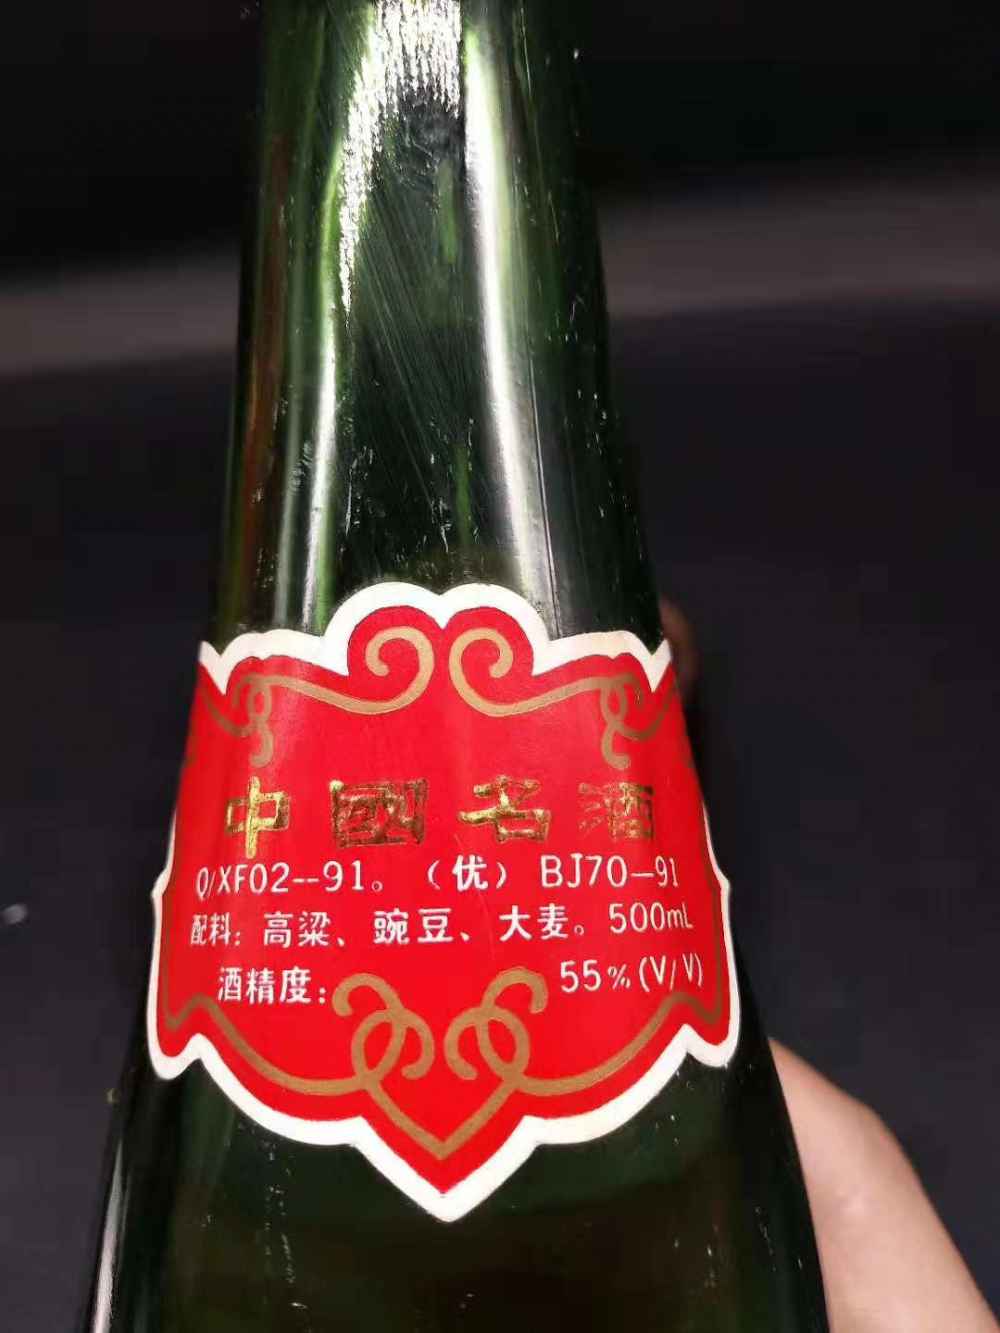 中國名酒
Q/XF02--91。（优） BJ70—91
配料：高粱、豌豆、大麦。500mL
酒精度： 55%(V/V)